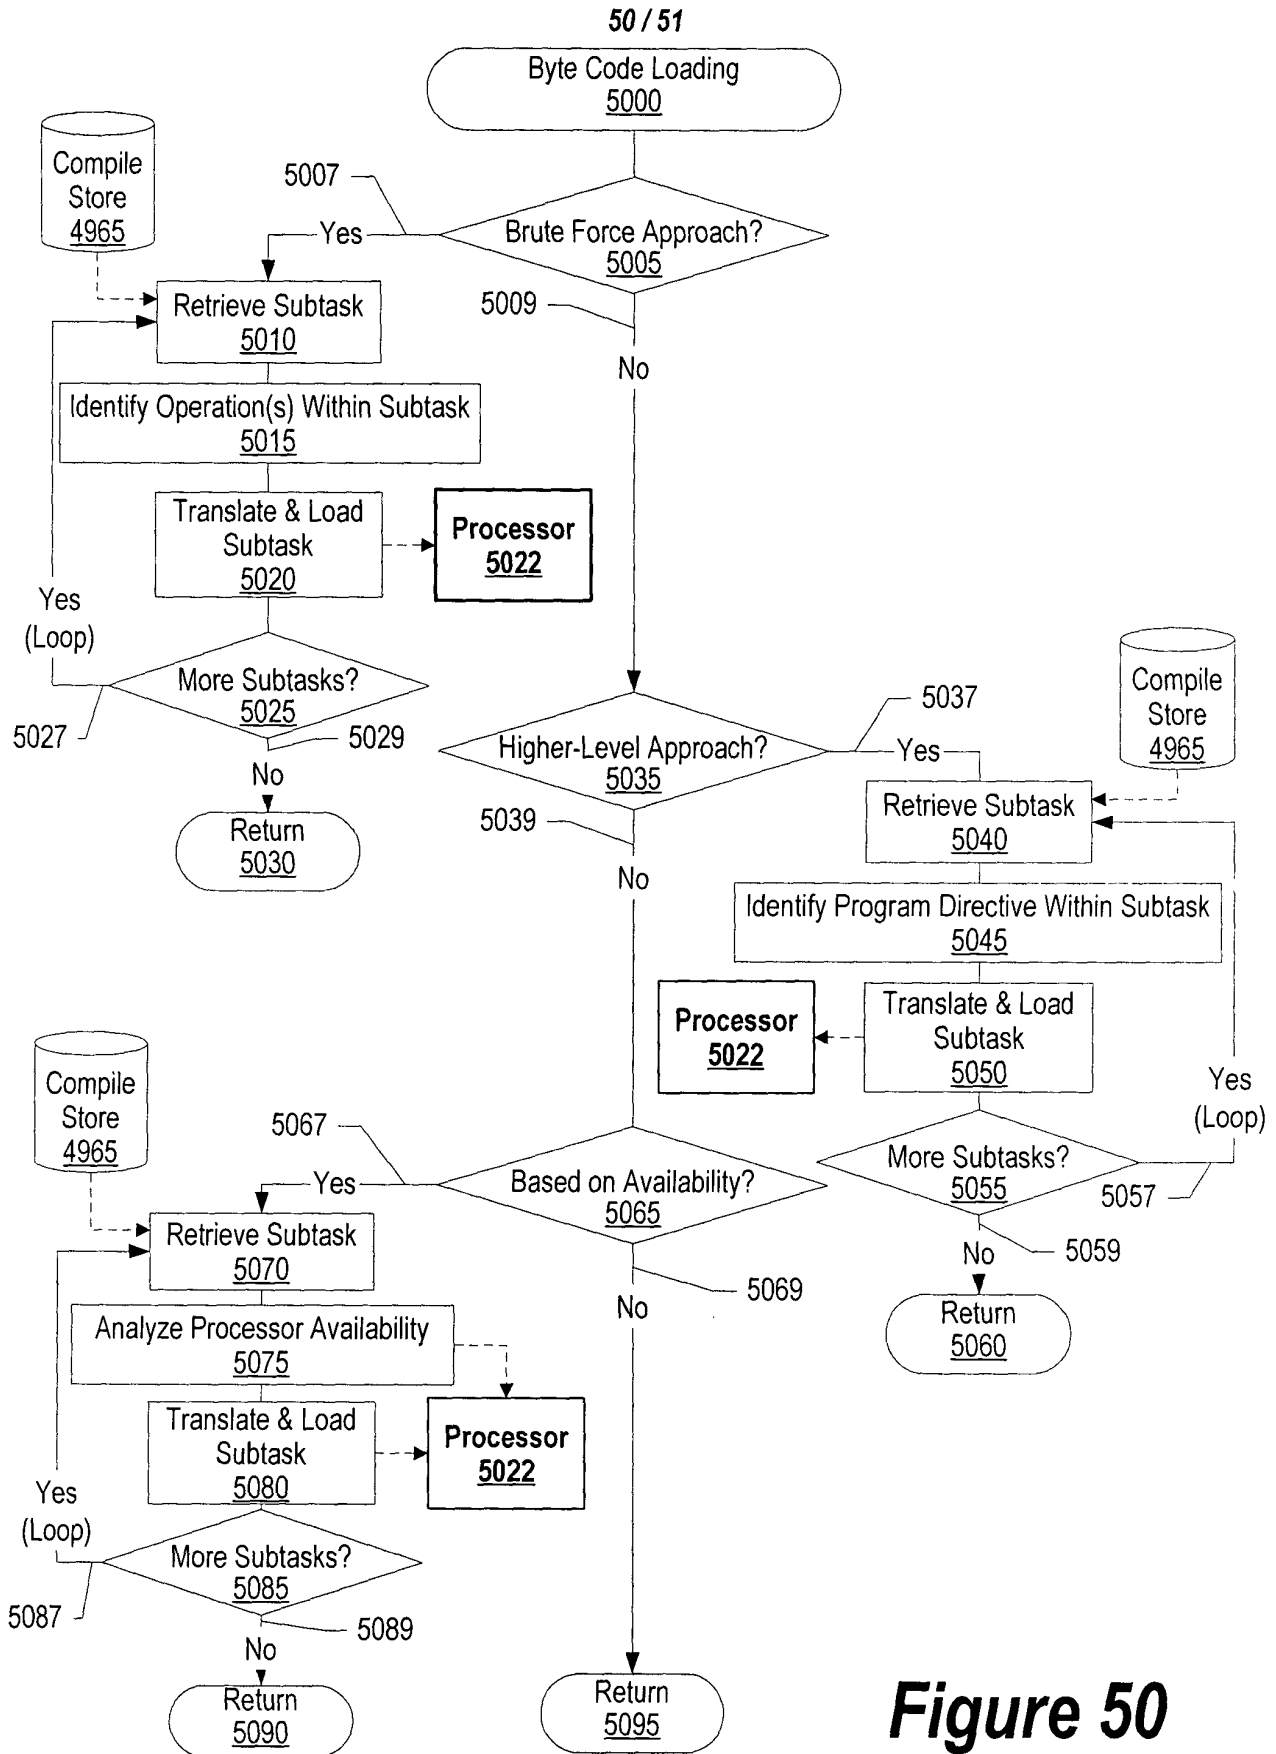 50 / 51
Byte Code Loading
5000
Compile
Store
4965
5007
Yes
Brute Force Approach?
5005
5009
No
Retrieve Subtask
5010
Identify Operation(s) Within Subtask
5015
Translate & Load
Subtask
5020
Processor
5022
Yes
(Loop)
More Subtasks?
5025
5027
5029
No
Return
5030
Higher-Level Approach?
5035
5037
Yes
5039
No
Compile
Store
4965
Retrieve Subtask
5040
Identify Program Directive Within Subtask
5045
Translate & Load
Subtask
5050
Processor
5022
Yes
(Loop)
More Subtasks?
5055
5057
5059
No
Return
5060
Compile
Store
4965
5067
Yes
Based on Availability?
5065
5069
No
Retrieve Subtask
5070
Analyze Processor Availability
5075
Translate & Load
Subtask
5080
Processor
5022
Yes
(Loop)
More Subtasks?
5085
5087
5089
No
Return
5090
Return
5095
Figure 50